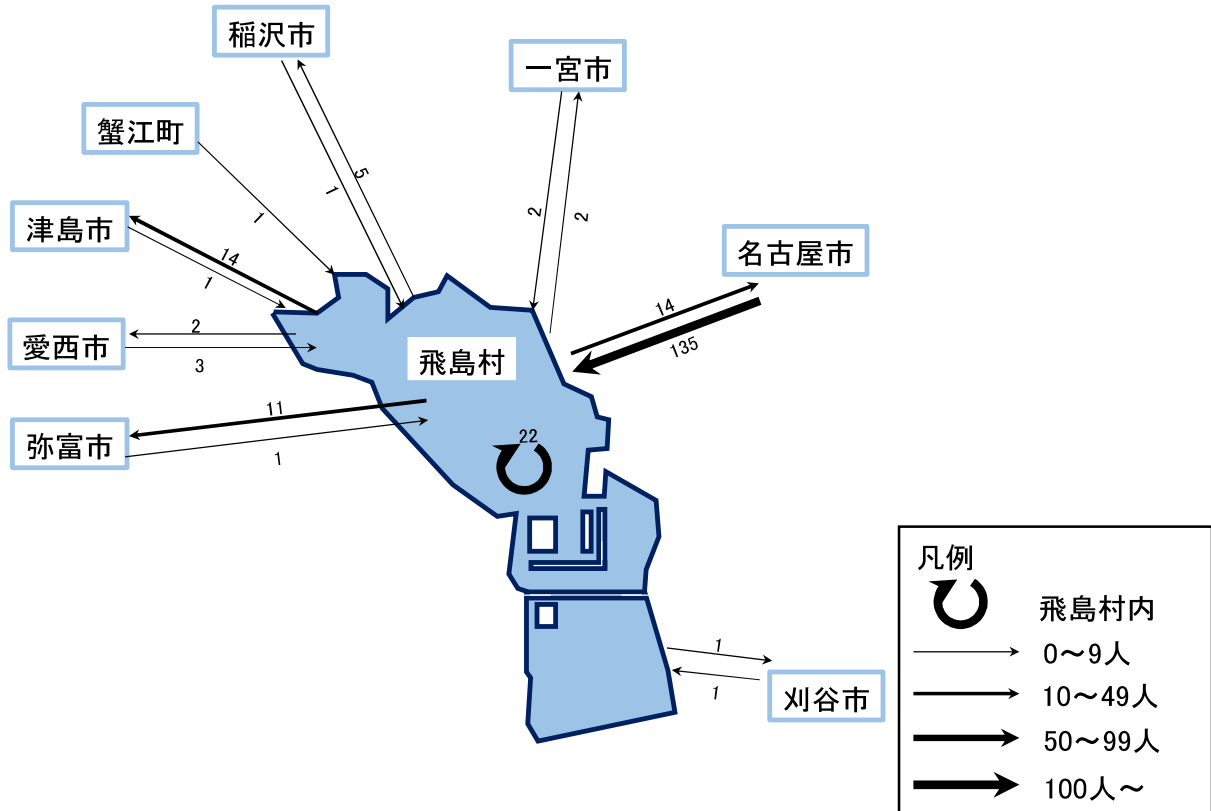 稲沢市
一宮市
蟹江町
津島市
名古屋市
愛西市
弥富市
飛島村
刈谷市
5
1
2
2
1
14
1
14
135
2
3
11
1
22
1
1
凡例
飛島村内
0～9人
10～49人
50～99人
100人～